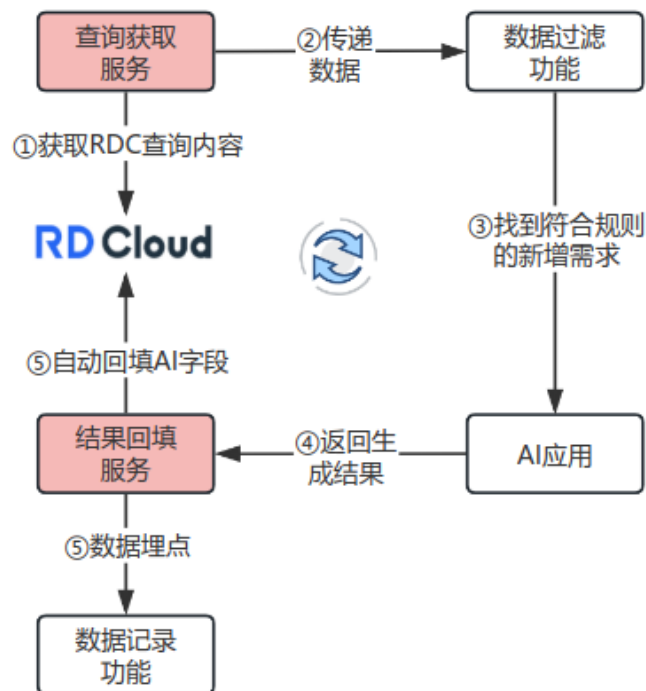 查询获取
服务
②传递
数据
数据过滤
功能
①获取RDC查询内容
RD Cloud
③找到符合规则
的新增需求
⑤自动回填AI字段
结果回填
服务
④返回生
成结果
AI应用
⑤数据埋点
数据记录
功能